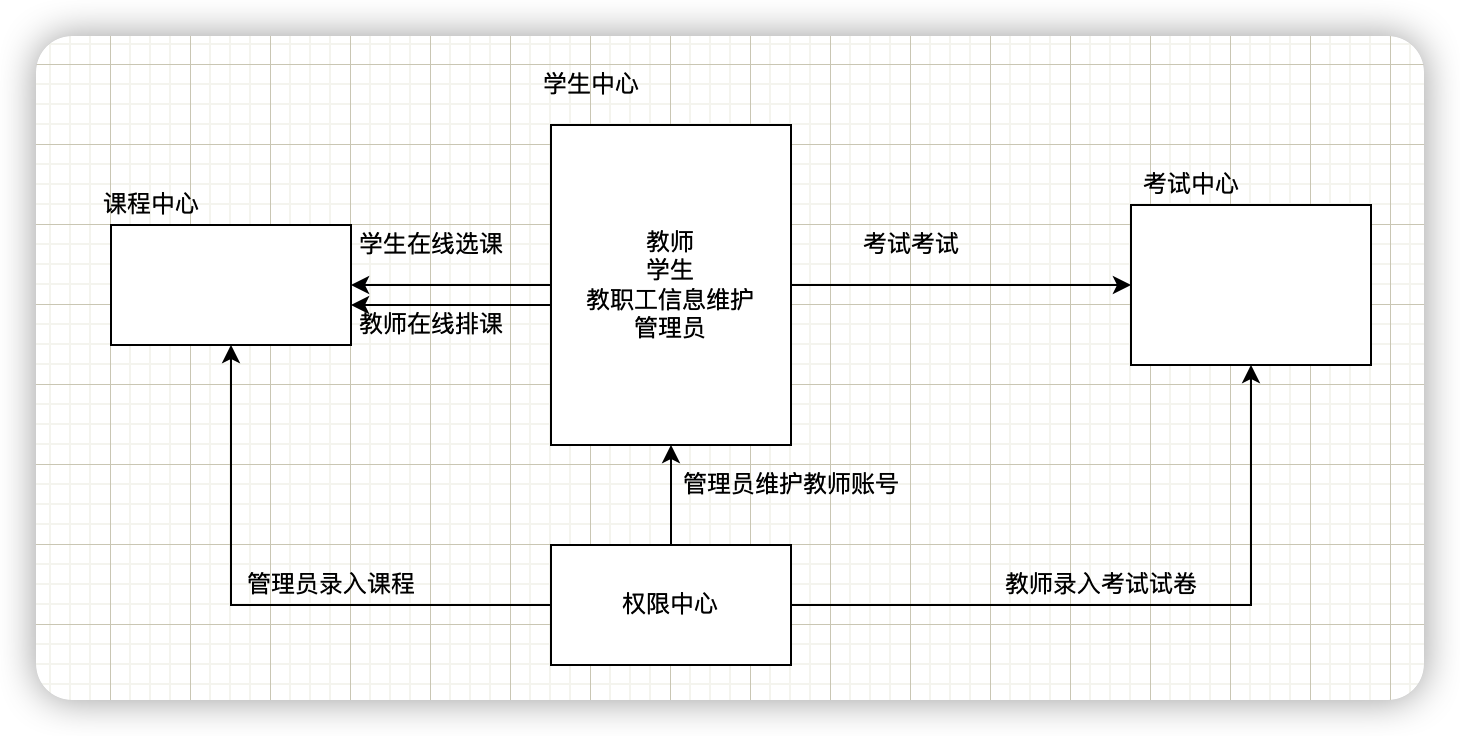 学生中心
课程中心
学生在线选课
教师在线排课
教师
学生
教职工信息维护
管理员
考试考试
考试中心
管理员维护教师账号
管理员录入课程
权限中心
教师录入考试试卷